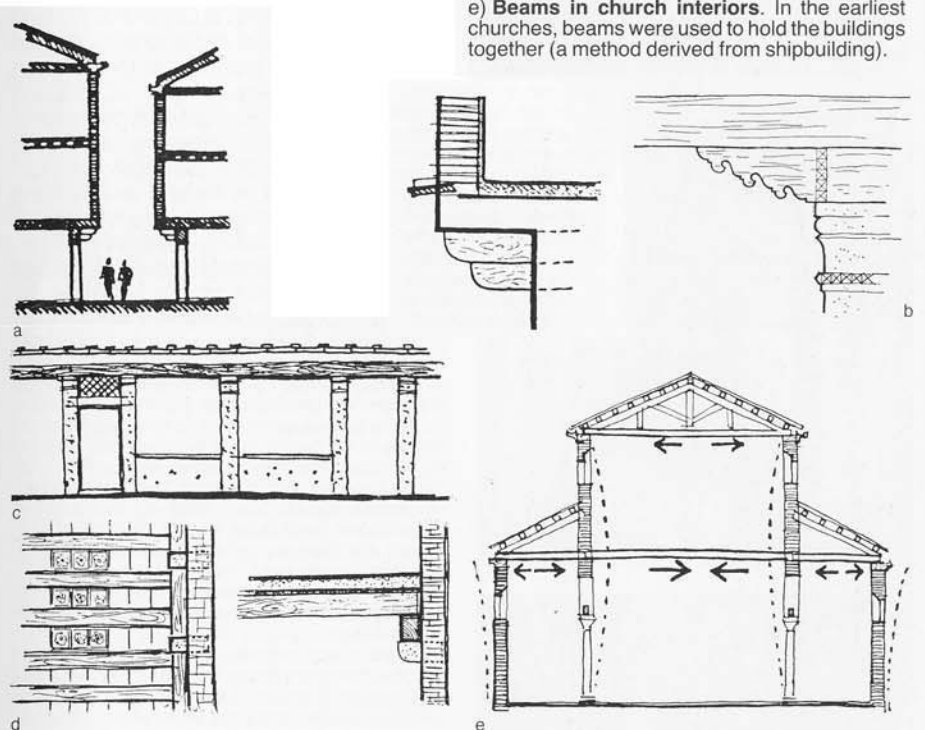 e) Beams in church interiors. In the earliest
churches, beams were used to hold the buildings
together (a method derived from shipbuilding).
a
b
c
d
e